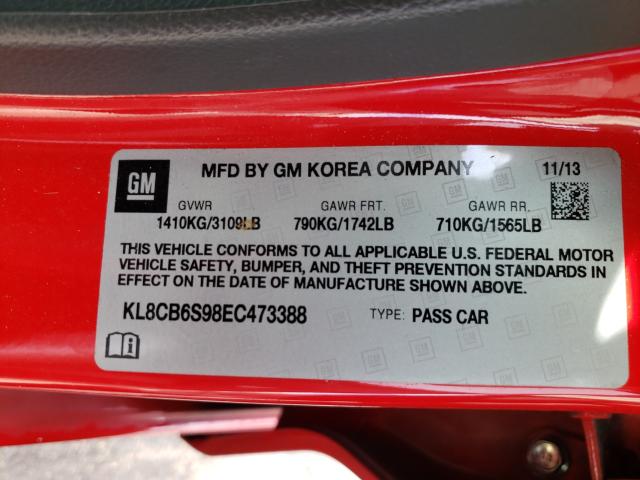 GM
MFD BY GM KOREA COMPANY 11/13
GVWR GAWR FRT. GAWR RR.
1410KG/3109LB 790KG/1742LB 710KG/1565LB
THIS VEHICLE CONFORMS TO ALL APPLICABLE U.S. FEDERAL MOTOR
VEHICLE SAFETY, BUMPER, AND THEFT PREVENTION STANDARDS IN
EFFECT ON THE DATE OF MANUFACTURE SHOWN ABOVE.
KL8CB6S98EC473388 TYPE: PASS CAR